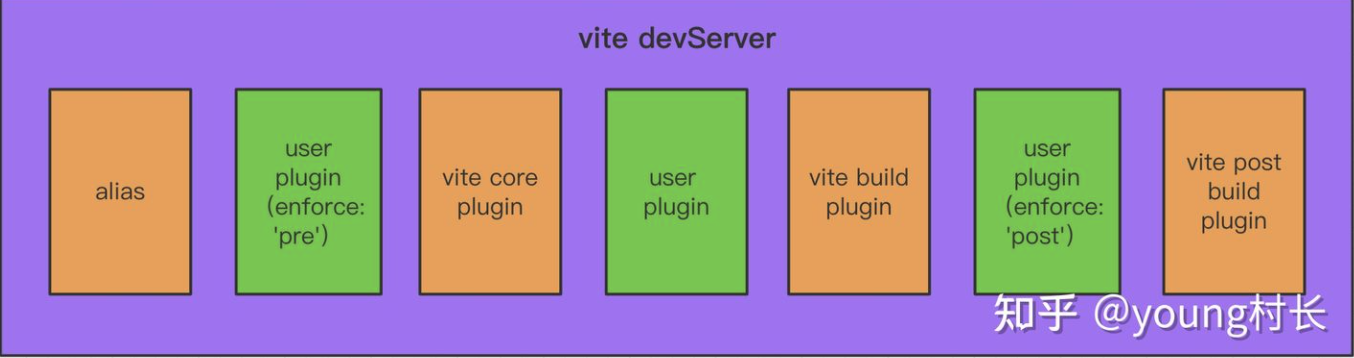 vite devServer
alias
user
plugin
(enforce:
'pre')
vite core
plugin
user
plugin
vite build
plugin
user
plugin
(enforce:
'post')
vite post
build
plugin
知乎 @young村长